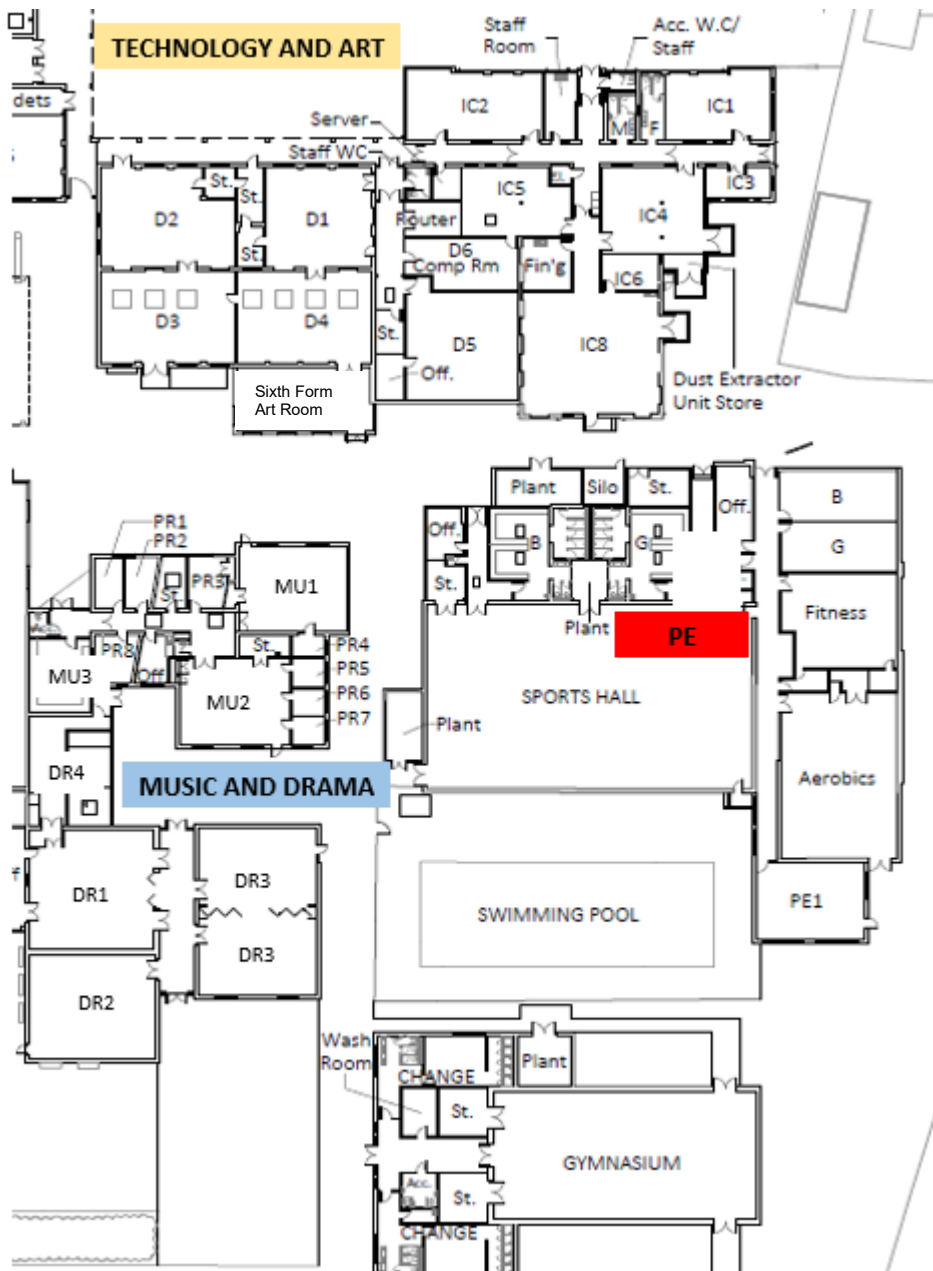 TECHNOLOGY AND ART
Staff
Room
Acc. W.C/
Staff
dets
IC2
IC1
M
F
Server
Staff WC
St.
St.
IC5
IC3
D2
D1
IC4
Router
St.
D6
Comp Rm
Fin'g
IC6
D3
D4
St.
D5
IC8
Off.
Dust Extractor
Unit Store
Sixth Form
Art Room
Plant
Silo
St.
Off.
B
PR1
PR2
Off.
B
G
G
St.
PR3
MU1
St.
Fitness
Acc.
Plant
PE
PR8
Off
St.
PR4
MU3
PR5
MU2
PR6
SPORTS HALL
PR7
Plant
DR4
MUSIC AND DRAMA
Aerobics
DR1
DR3
PE1
SWIMMING POOL
DR3
DR2
Wash
Room
Plant
CHANGE
St.
GYMNASIUM
Acc.
St.
CHANGE